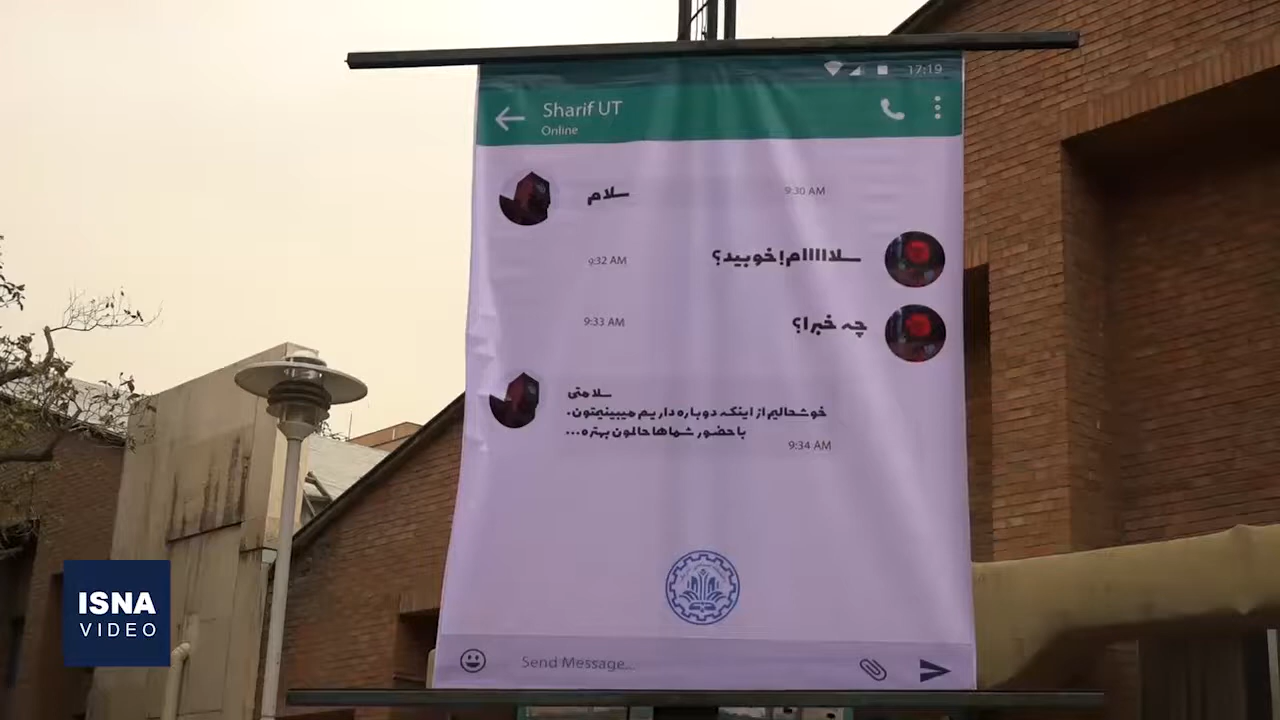 17:19
Sharif UT
Online
سلام
9:30 AM
سلااااام! خوبید؟
9:32 AM
چه خبرا؟
9:33 AM
سلامتی
خوشحالیم از اینکه دوباره داریم میبینیمتون.
با حضور شماها حالمون بهتره...
9:34 AM
Send Message...
ISNA
VIDEO